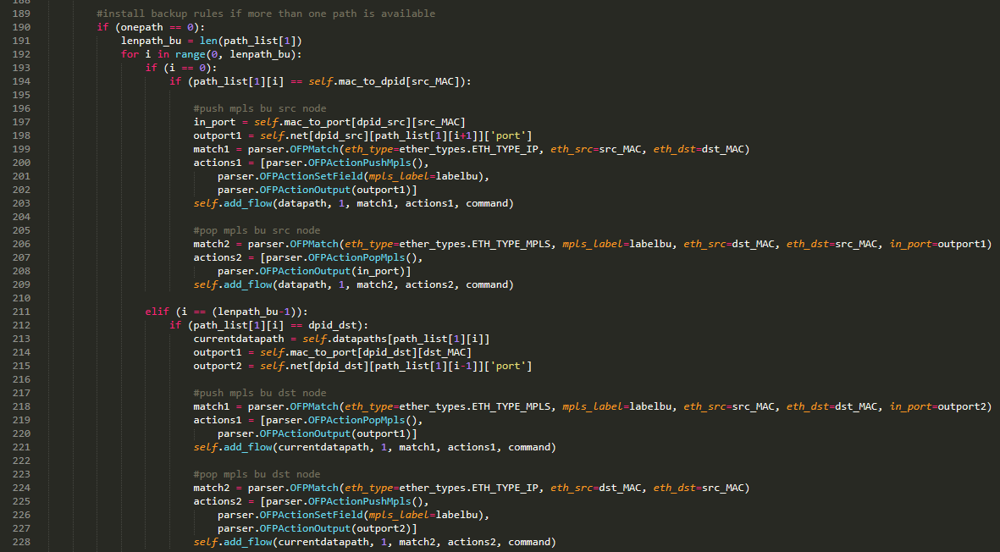 188
189 #install backup rules if more than one path is available
190 if (onepath == 0):
191 lenpath_bu = len(path_list[1])
192 for i in range(0, lenpath_bu):
193 if (i == 0):
194 if (path_list[1][i] == self.mac_to_dpid[src_MAC]):
195
196 #push mpls bu src node
197 in_port = self.mac_to_port[dpid_src][src_MAC]
198 outport1 = self.net[dpid_src][path_list[1][i+1]]['port']
199 match1 = parser.OFPMatch(eth_type=ether_types.ETH_TYPE_IP, eth_src=src_MAC, eth_dst=dst_MAC)
200 actions1 = [parser.OFPActionPushMpls(),
201 parser.OFPActionSetField(mpls_label=labelbu),
202 parser.OFPActionOutput(outport1)]
203 self.add_flow(datapath, 1, match1, actions1, command)
204
205 #pop mpls bu src node
206 match2 = parser.OFPMatch(eth_type=ether_types.ETH_TYPE_MPLS, mpls_label=labelbu, eth_src=dst_MAC, eth_dst=src_MAC, in_port=outport1)
207 actions2 = [parser.OFPActionPopMpls(),
208 parser.OFPActionOutput(in_port)]
209 self.add_flow(datapath, 1, match2, actions2, command)
210
211 elif (i == (lenpath_bu-1)):
212 if (path_list[1][i] == dpid_dst):
213 currentdatapath = self.datapaths[path_list[1][i]]
214 outport1 = self.mac_to_port[dpid_dst][dst_MAC]
215 outport2 = self.net[dpid_dst][path_list[1][i-1]]['port']
216
217 #push mpls bu dst node
218 match1 = parser.OFPMatch(eth_type=ether_types.ETH_TYPE_MPLS, mpls_label=labelbu, eth_src=src_MAC, eth_dst=dst_MAC, in_port=outport2)
219 actions1 = [parser.OFPActionPopMpls(),
220 parser.OFPActionOutput(outport1)]
221 self.add_flow(currentdatapath, 1, match1, actions1, command)
222
223 #pop mpls bu dst node
224 match2 = parser.OFPMatch(eth_type=ether_types.ETH_TYPE_IP, eth_src=dst_MAC, eth_dst=src_MAC)
225 actions2 = [parser.OFPActionPushMpls(),
226 parser.OFPActionSetField(mpls_label=labelbu),
227 parser.OFPActionOutput(outport2)]
228 self.add_flow(currentdatapath, 1, match2, actions2, command)